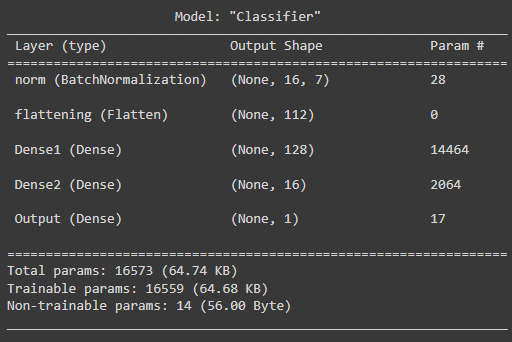 Model: "Classifier"
Layer (type) Output Shape Param #
=================================================================
norm (BatchNormalization) (None, 16, 7) 28
flattening (Flatten) (None, 112) 0
Dense1 (Dense) (None, 128) 14464
Dense2 (Dense) (None, 16) 2064
Output (Dense) (None, 1) 17
=================================================================
Total params: 16573 (64.74 KB)
Trainable params: 16559 (64.68 KB)
Non-trainable params: 14 (56.00 Byte)